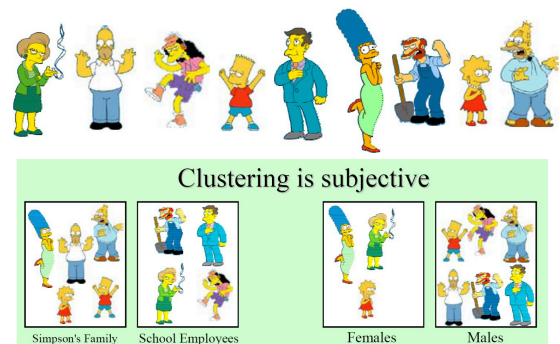 Clustering is subjective
Simpson's Family
School Employees
Females
Males